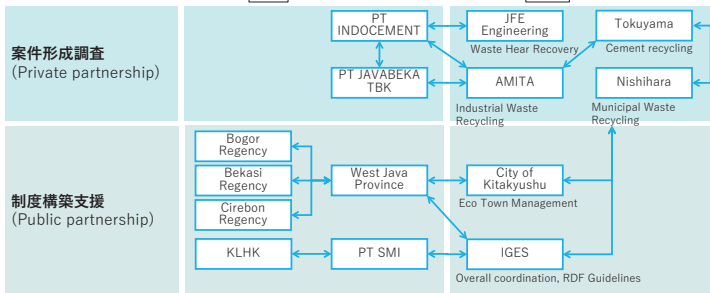 案件形成調査
(Private partnership)
PT
INDOCEMENT
JFE
Engineering
Waste Hear Recovery
Tokuyama
Cement recycling
PT JAVABEKA
TBK
AMITA
Industrial Waste
Recycling
Nishihara
Municipal Waste
Recycling
制度構築支援
(Public partnership)
Bogor
Regency
Bekasi
Regency
Cirebon
Regency
West Java
Province
City of
Kitakyushu
Eco Town Management
KLHK
PT SMI
IGES
Overall coordination, RDF Guidelines